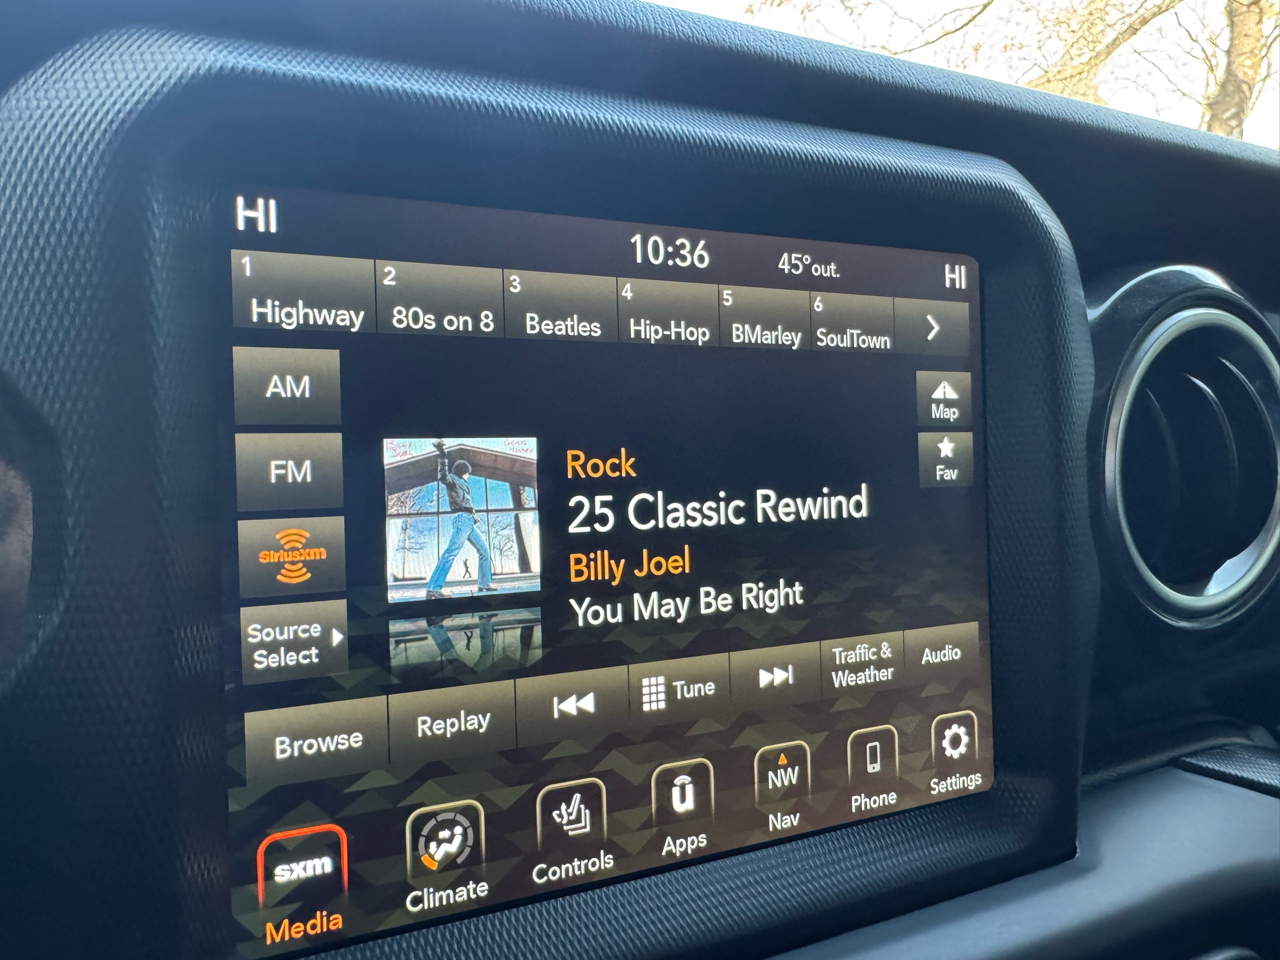 HI
10:36
45° out.
HI
1 Highway
2 80s on 8
3 Beatles
4 Hip-Hop
5 BMarley
6 SoulTown
AM
Map
FM
Fav
Rock
25 Classic Rewind
SiriusXM
Billy Joel
You May Be Right
Source
Select
Browse
Replay
Tune
Traffic &
Weather
Audio
sxm
Media
Climate
Controls
Apps
NW
Nav
Phone
Settings